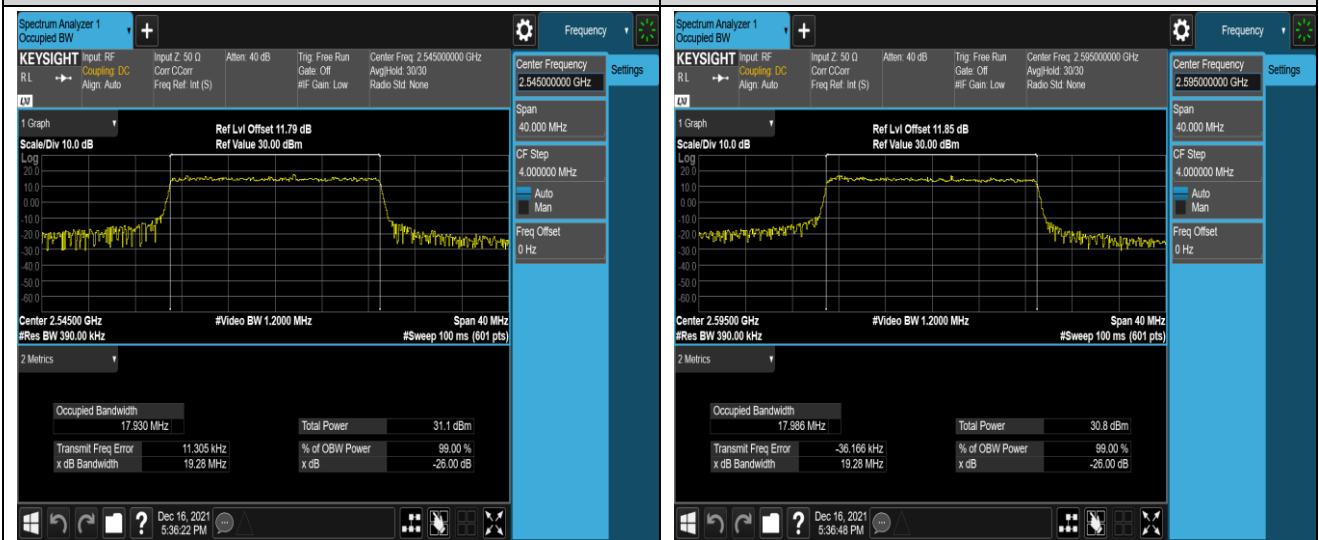 Spectrum Analyzer 1
Occupied BW
+
Frequency
KEYSIGHT
RL
LXI
Input: RF
Coupling: DC
Align: Auto
Input Z: 50 Ω
Corr CCorr
Freq Ref: Int (S)
Atten: 40 dB
Trig: Free Run
Gate: Off
#IF Gain: Low
Center Freq: 2.545000000 GHz
Avg|Hold: 30/30
Radio Std: None
Center Frequency
2.545000000 GHz
Settings
Span
40.000 MHz
CF Step
4.000000 MHz
Auto
Man
Freq Offset
0 Hz
1 Graph
Scale/Div 10.0 dB
Ref Lvl Offset 11.79 dB
Ref Value 30.00 dBm
Log
20.0
10.0
0.00
-10.0
-20.0
-30.0
-40.0
-50.0
-60.0
Center 2.54500 GHz
#Video BW 1.2000 MHz
Span 40 MHz
#Res BW 390.00 kHz
#Sweep 100 ms (601 pts)
2 Metrics
Occupied Bandwidth
17.930 MHz
Total Power 31.1 dBm
Transmit Freq Error 11.305 kHz
% of OBW Power 99.00 %
x dB Bandwidth 19.28 MHz
x dB -26.00 dB
?
Dec 16, 2021
5:36:22 PM
Spectrum Analyzer 1
Occupied BW
+
Frequency
KEYSIGHT
RL
LXI
Input: RF
Coupling: DC
Align: Auto
Input Z: 50 Ω
Corr CCorr
Freq Ref: Int (S)
Atten: 40 dB
Trig: Free Run
Gate: Off
#IF Gain: Low
Center Freq: 2.595000000 GHz
Avg|Hold: 30/30
Radio Std: None
Center Frequency
2.595000000 GHz
Settings
Span
40.000 MHz
CF Step
4.000000 MHz
Auto
Man
Freq Offset
0 Hz
1 Graph
Scale/Div 10.0 dB
Ref Lvl Offset 11.85 dB
Ref Value 30.00 dBm
Log
20.0
10.0
0.00
-10.0
-20.0
-30.0
-40.0
-50.0
-60.0
Center 2.59500 GHz
#Video BW 1.2000 MHz
Span 40 MHz
#Res BW 390.00 kHz
#Sweep 100 ms (601 pts)
2 Metrics
Occupied Bandwidth
17.986 MHz
Total Power 30.8 dBm
Transmit Freq Error -36.166 kHz
% of OBW Power 99.00 %
x dB Bandwidth 19.28 MHz
x dB -26.00 dB
?
Dec 16, 2021
5:36:48 PM